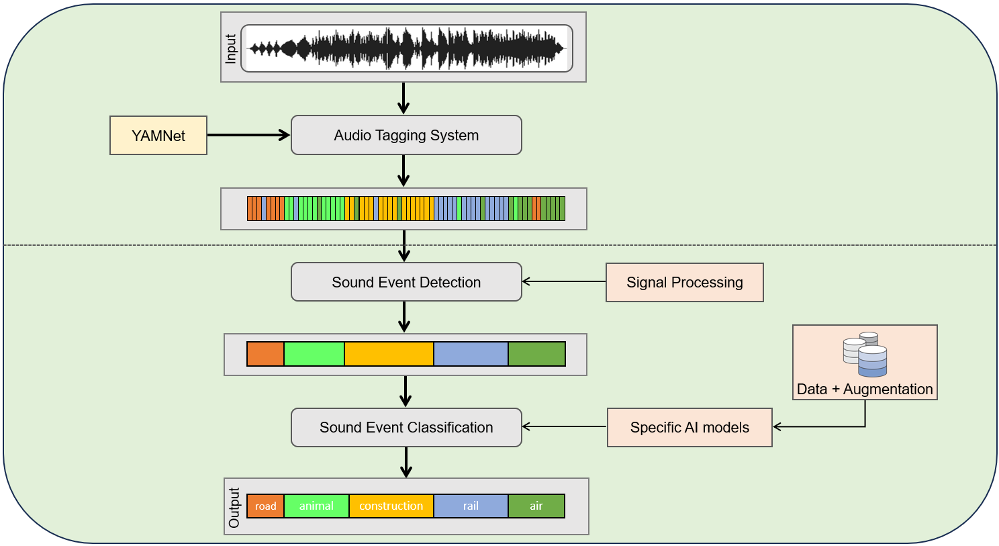 Input
YAMNet
Audio Tagging System
Sound Event Detection
Signal Processing
Data + Augmentation
Sound Event Classification
Specific AI models
Output
road
animal
construction
rail
air